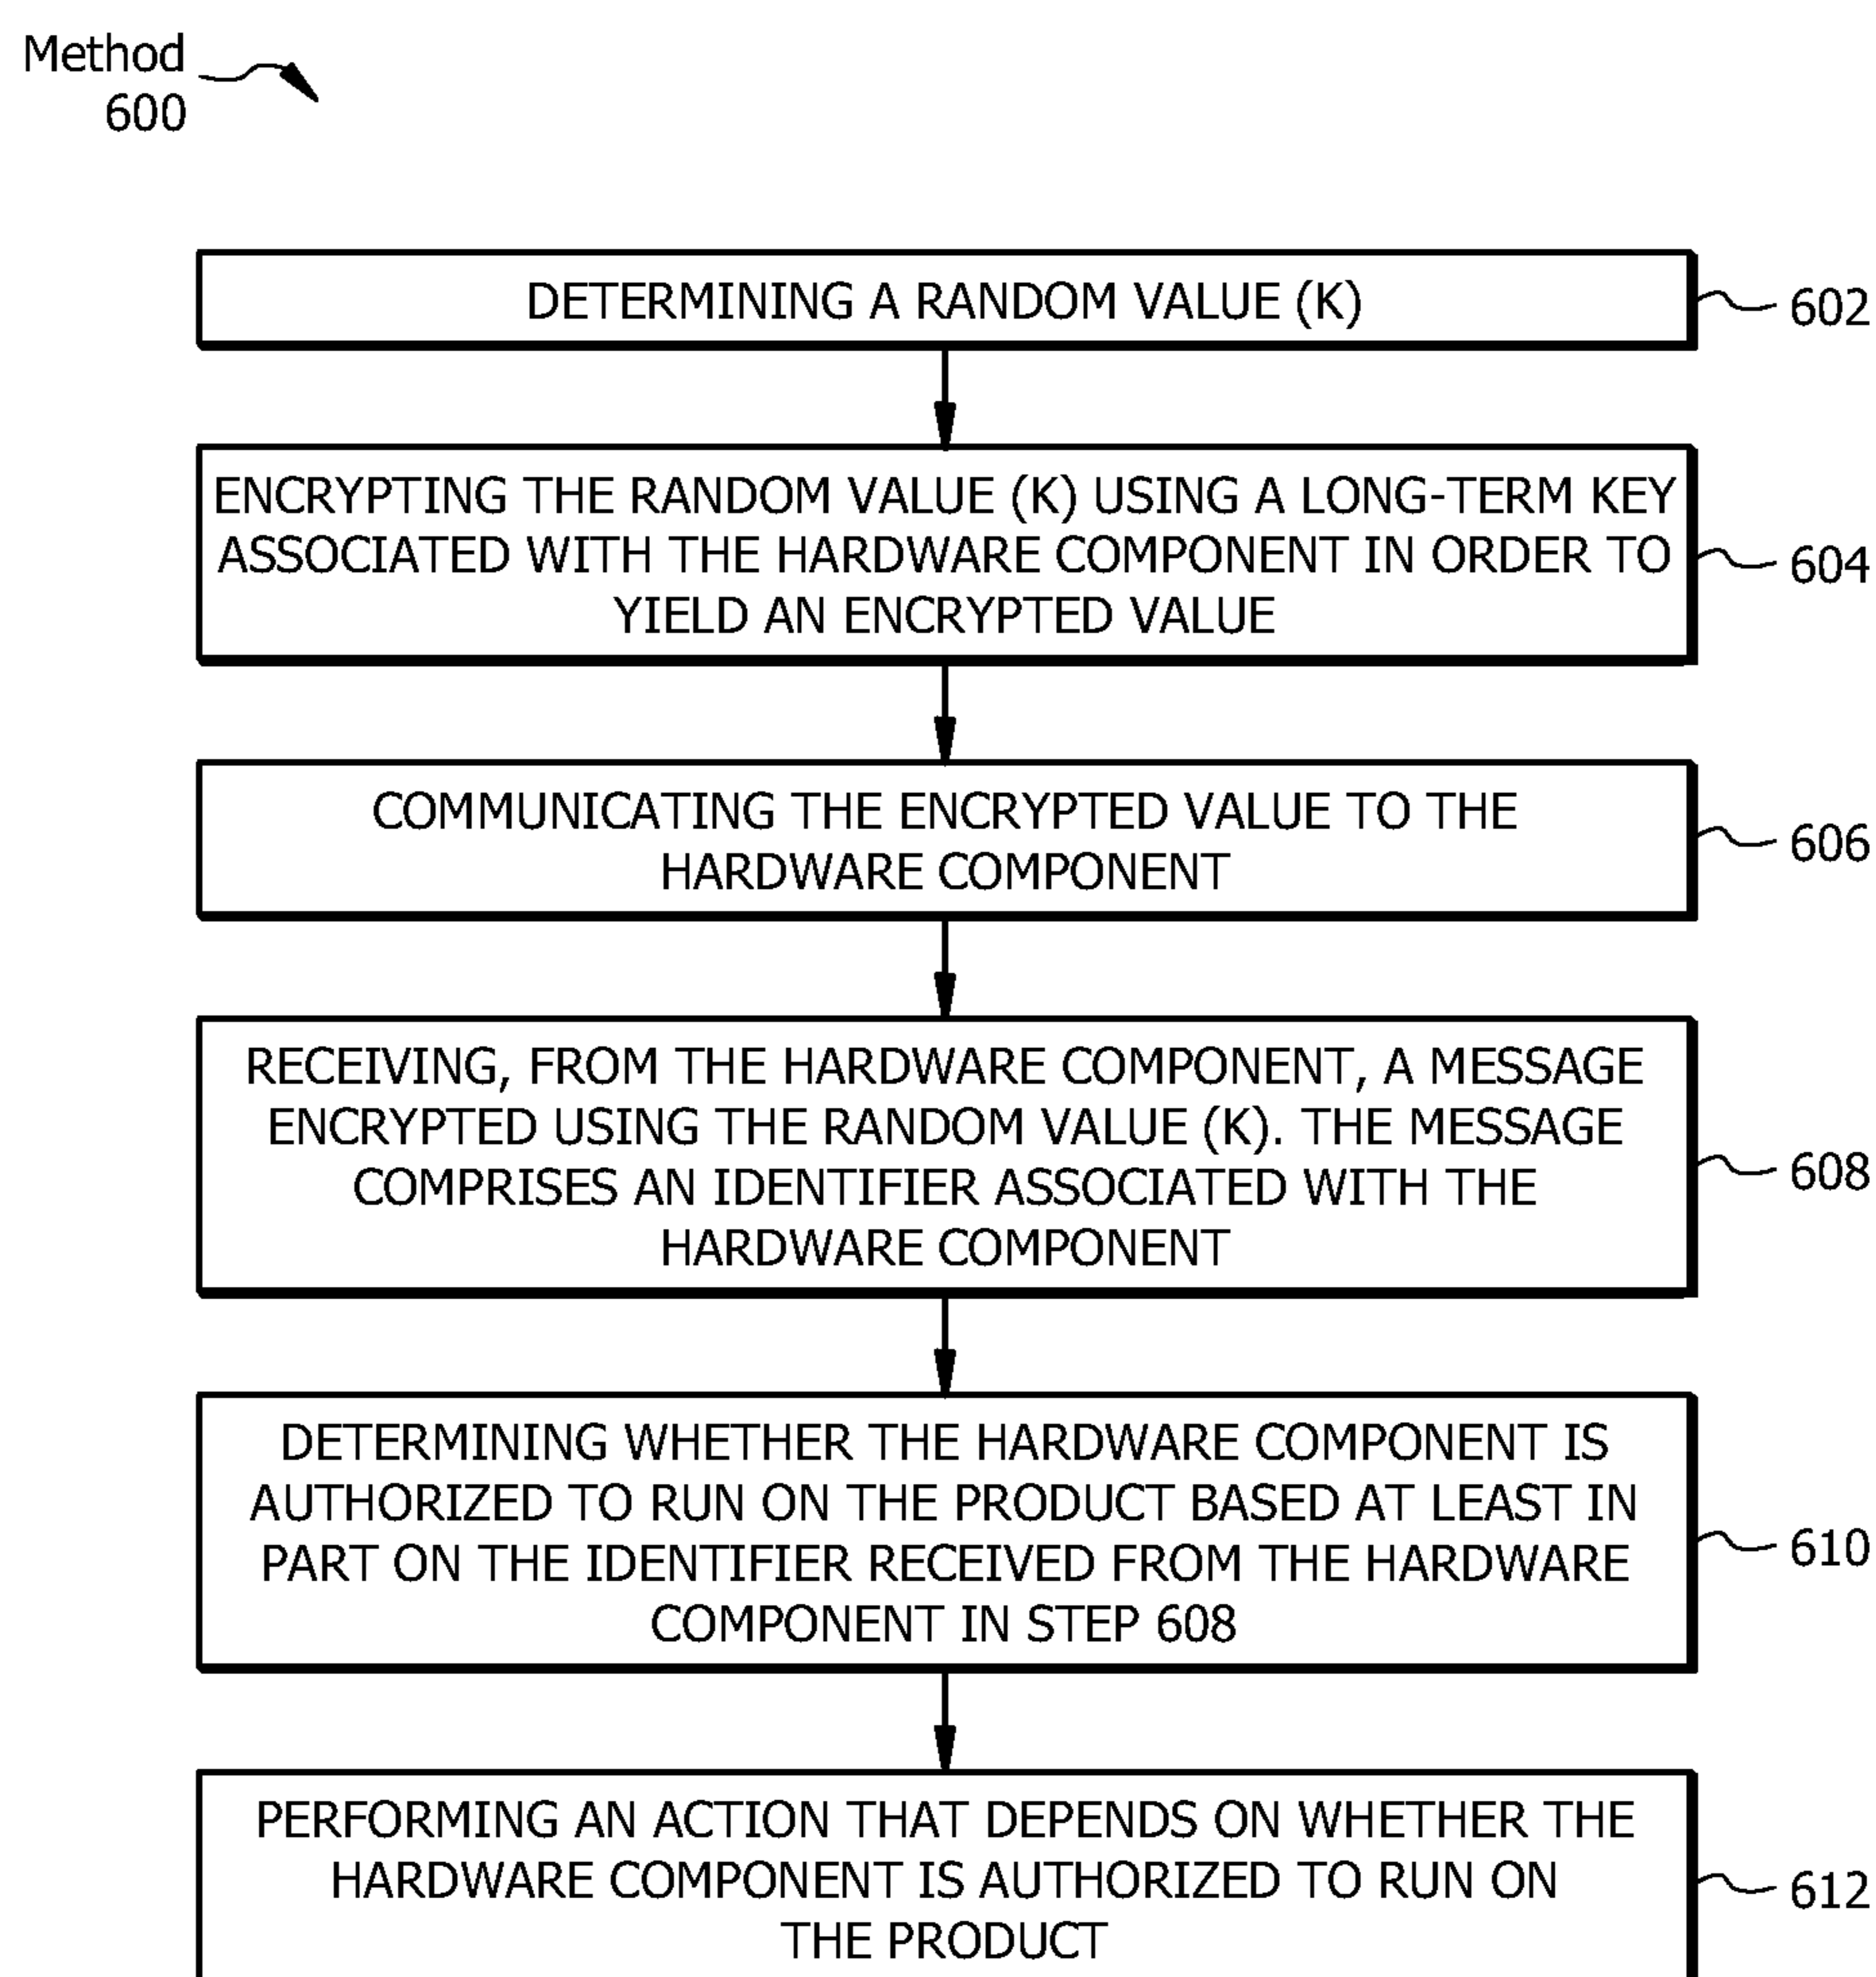 Method
600
DETERMINING A RANDOM VALUE (K)
602
ENCRYPTING THE RANDOM VALUE (K) USING A LONG-TERM KEY
ASSOCIATED WITH THE HARDWARE COMPONENT IN ORDER TO
YIELD AN ENCRYPTED VALUE
604
COMMUNICATING THE ENCRYPTED VALUE TO THE
HARDWARE COMPONENT
606
RECEIVING, FROM THE HARDWARE COMPONENT, A MESSAGE
ENCRYPTED USING THE RANDOM VALUE (K). THE MESSAGE
COMPRISES AN IDENTIFIER ASSOCIATED WITH THE
HARDWARE COMPONENT
608
DETERMINING WHETHER THE HARDWARE COMPONENT IS
AUTHORIZED TO RUN ON THE PRODUCT BASED AT LEAST IN
PART ON THE IDENTIFIER RECEIVED FROM THE HARDWARE
COMPONENT IN STEP 608
610
PERFORMING AN ACTION THAT DEPENDS ON WHETHER THE
HARDWARE COMPONENT IS AUTHORIZED TO RUN ON
THE PRODUCT
612